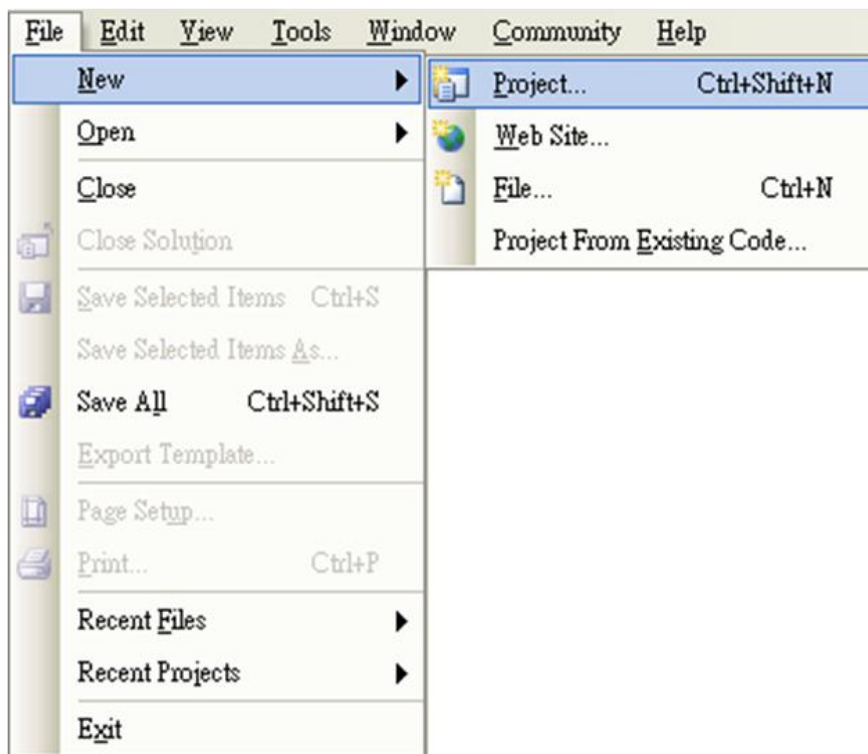 File Edit View Tools Window Community Help
New
Open
Close
Close Solution
Save Selected Items Ctrl+S
Save Selected Items As...
Save All Ctrl+Shift+S
Export Template...
Page Setup...
Print... Ctrl+P
Recent Files
Recent Projects
Exit
Project... Ctrl+Shift+N
Web Site...
File... Ctrl+N
Project From Existing Code...